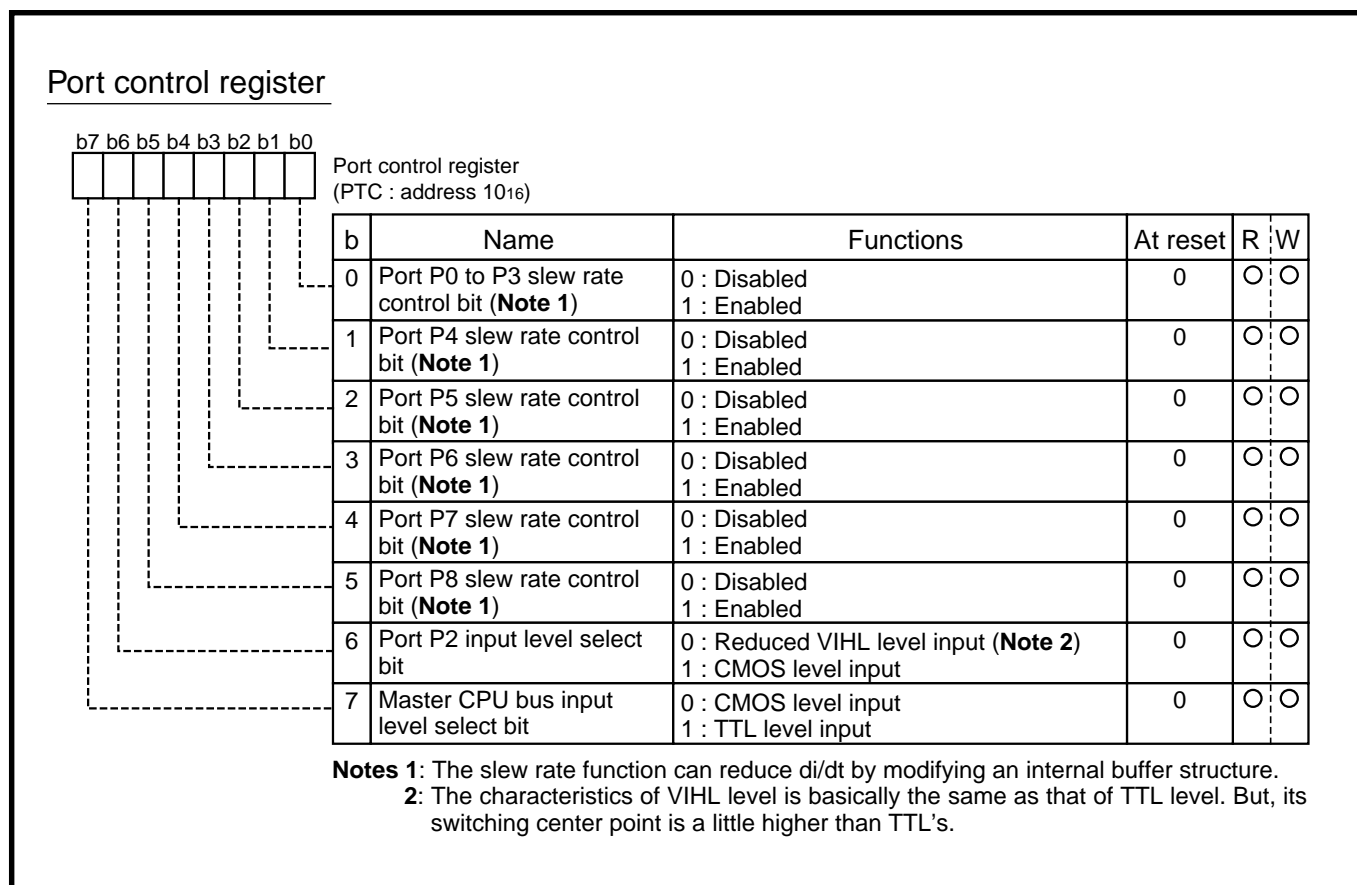 Port control register
b7 b6 b5 b4 b3 b2 b1 b0
Port control register
(PTC : address 1016)
b Name Functions At reset R W
0 Port P0 to P3 slew rate control bit (Note 1) 0 : Disabled 1 : Enabled 0 O O
1 Port P4 slew rate control bit (Note 1) 0 : Disabled 1 : Enabled 0 O O
2 Port P5 slew rate control bit (Note 1) 0 : Disabled 1 : Enabled 0 O O
3 Port P6 slew rate control bit (Note 1) 0 : Disabled 1 : Enabled 0 O O
4 Port P7 slew rate control bit (Note 1) 0 : Disabled 1 : Enabled 0 O O
5 Port P8 slew rate control bit (Note 1) 0 : Disabled 1 : Enabled 0 O O
6 Port P2 input level select bit 0 : Reduced VIHL level input (Note 2) 1 : CMOS level input 0 O O
7 Master CPU bus input level select bit 0 : CMOS level input 1 : TTL level input 0 O O
Notes 1: The slew rate function can reduce di/dt by modifying an internal buffer structure.
2: The characteristics of VIHL level is basically the same as that of TTL level. But, its
switching center point is a little higher than TTL's.